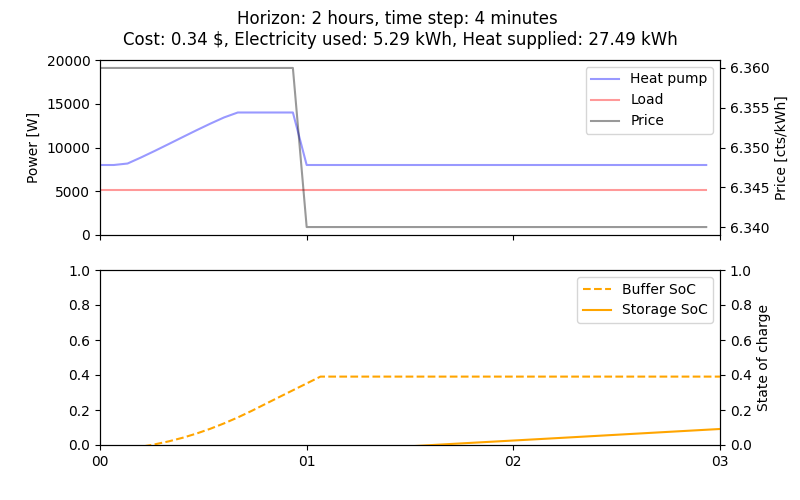 Horizon: 2 hours, time step: 4 minutes
Cost: 0.34 $, Electricity used: 5.29 kWh, Heat supplied: 27.49 kWh
20000
15000
10000
5000
0
Power [W]
Heat pump
Load
Price
6.360
6.355
6.350
6.345
6.340
Price [cts/kWh]
1.0
0.8
0.6
0.4
0.2
0.0
Buffer SoC
Storage SoC
1.0
0.8
0.6
0.4
0.2
0.0
State of charge
00
01
02
03